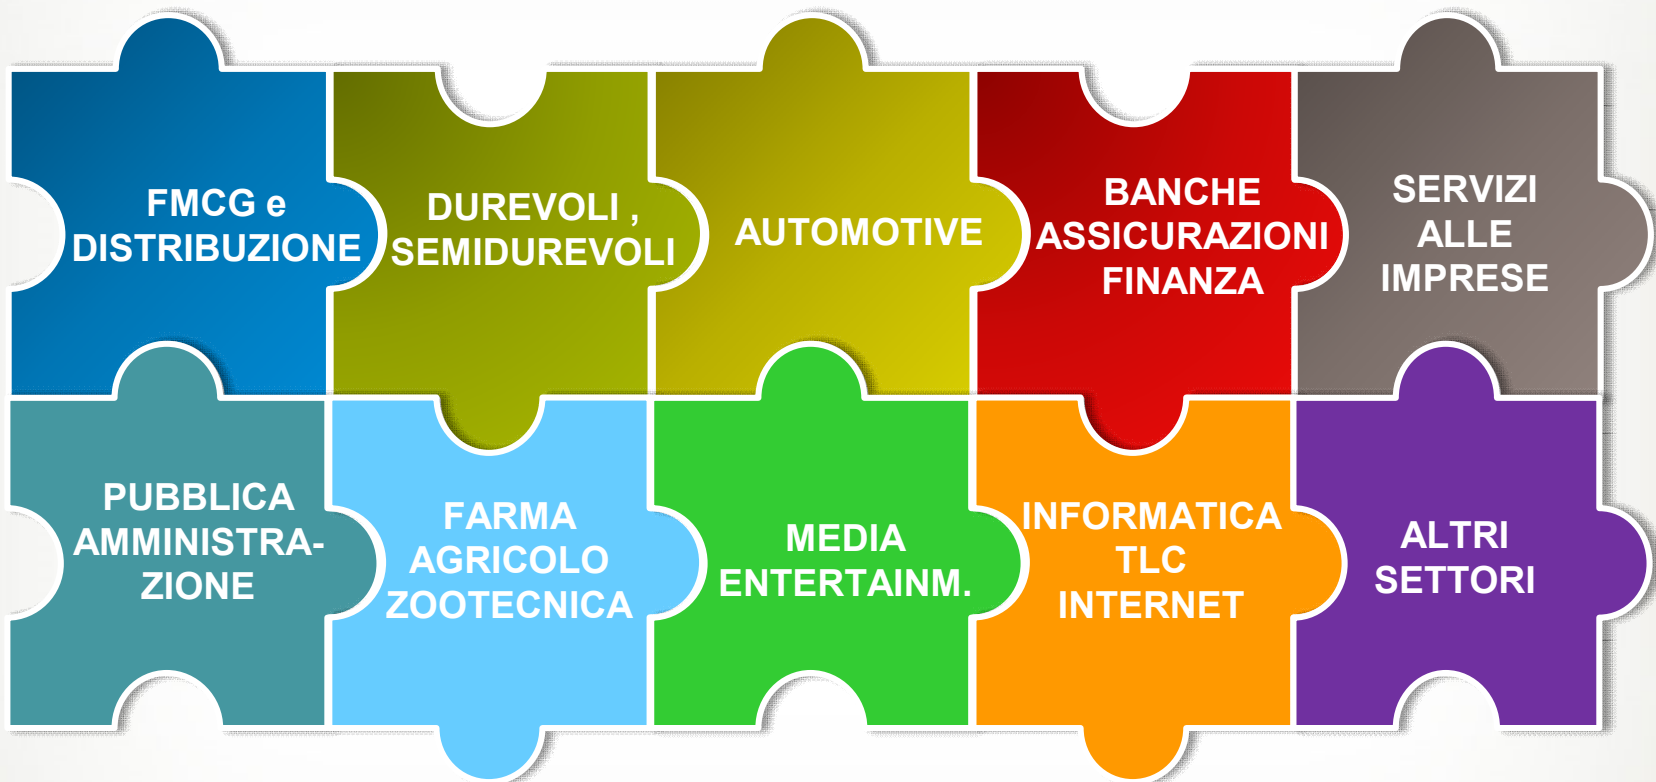 FMCG e
DISTRIBUZIONE
DUREVOLI ,
SEMIDUREVOLI
AUTOMOTIVE
BANCHE
ASSICURAZIONI
FINANZA
SERVIZI
ALLE
IMPRESE
PUBBLICA
AMMINISTRA-
ZIONE
FARMA
AGRICOLO
ZOOTECNICA
MEDIA
ENTERTAINM.
INFORMATICA
TLC
INTERNET
ALTRI
SETTORI